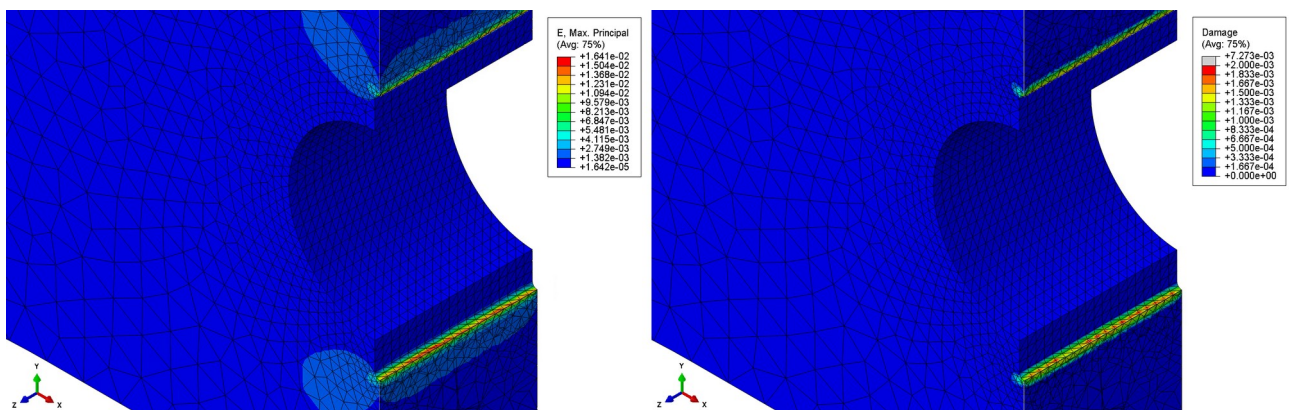 E, Max. Principal
(Avg: 75%)
+1.641e-02
+1.504e-02
+1.368e-02
+1.231e-02
+1.094e-02
+9.579e-03
+8.213e-03
+6.847e-03
+5.481e-03
+4.115e-03
+2.749e-03
+1.382e-03
+1.642e-05
Y
Z X
Damage
(Avg: 75%)
+7.273e-03
+2.000e-03
+1.833e-03
+1.667e-03
+1.500e-03
+1.333e-03
+1.167e-03
+1.000e-03
+8.333e-04
+6.667e-04
+5.000e-04
+3.333e-04
+1.667e-04
+0.000e+00
Y
Z X